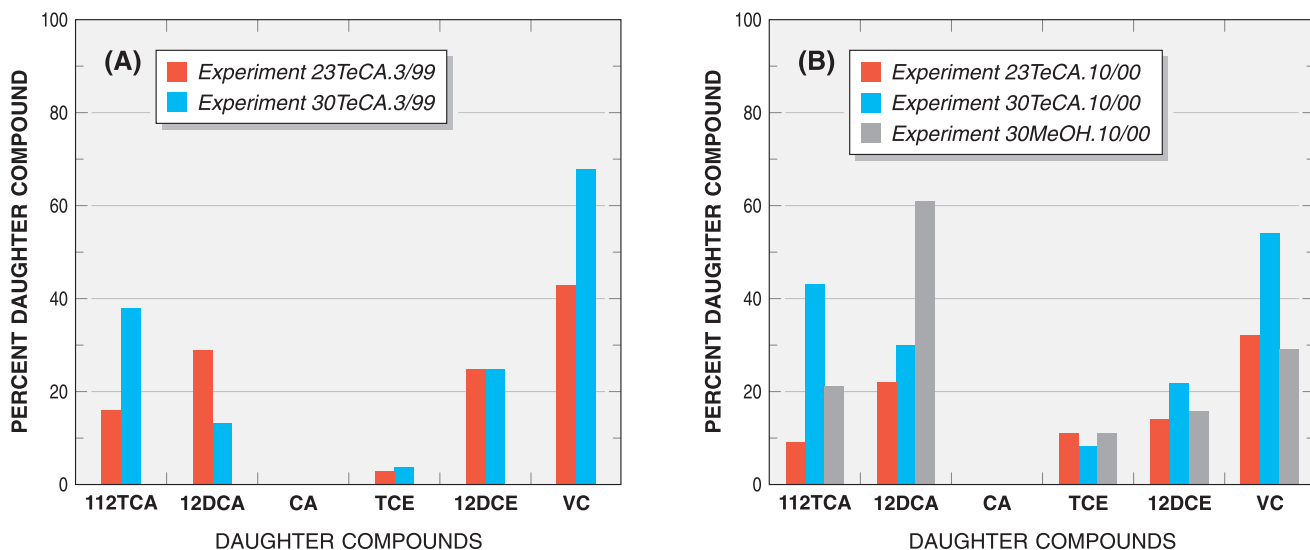 PERCENT DAUGHTER COMPOUND
100
80
60
40
20
0
(A)
Experiment 23TeCA.3/99
Experiment 30TeCA.3/99
112TCA 12DCA CA TCE 12DCE VC
DAUGHTER COMPOUNDS
PERCENT DAUGHTER COMPOUND
100
80
60
40
20
0
(B)
Experiment 23TeCA.10/00
Experiment 30TeCA.10/00
Experiment 30MeOH.10/00
112TCA 12DCA CA TCE 12DCE VC
DAUGHTER COMPOUNDS